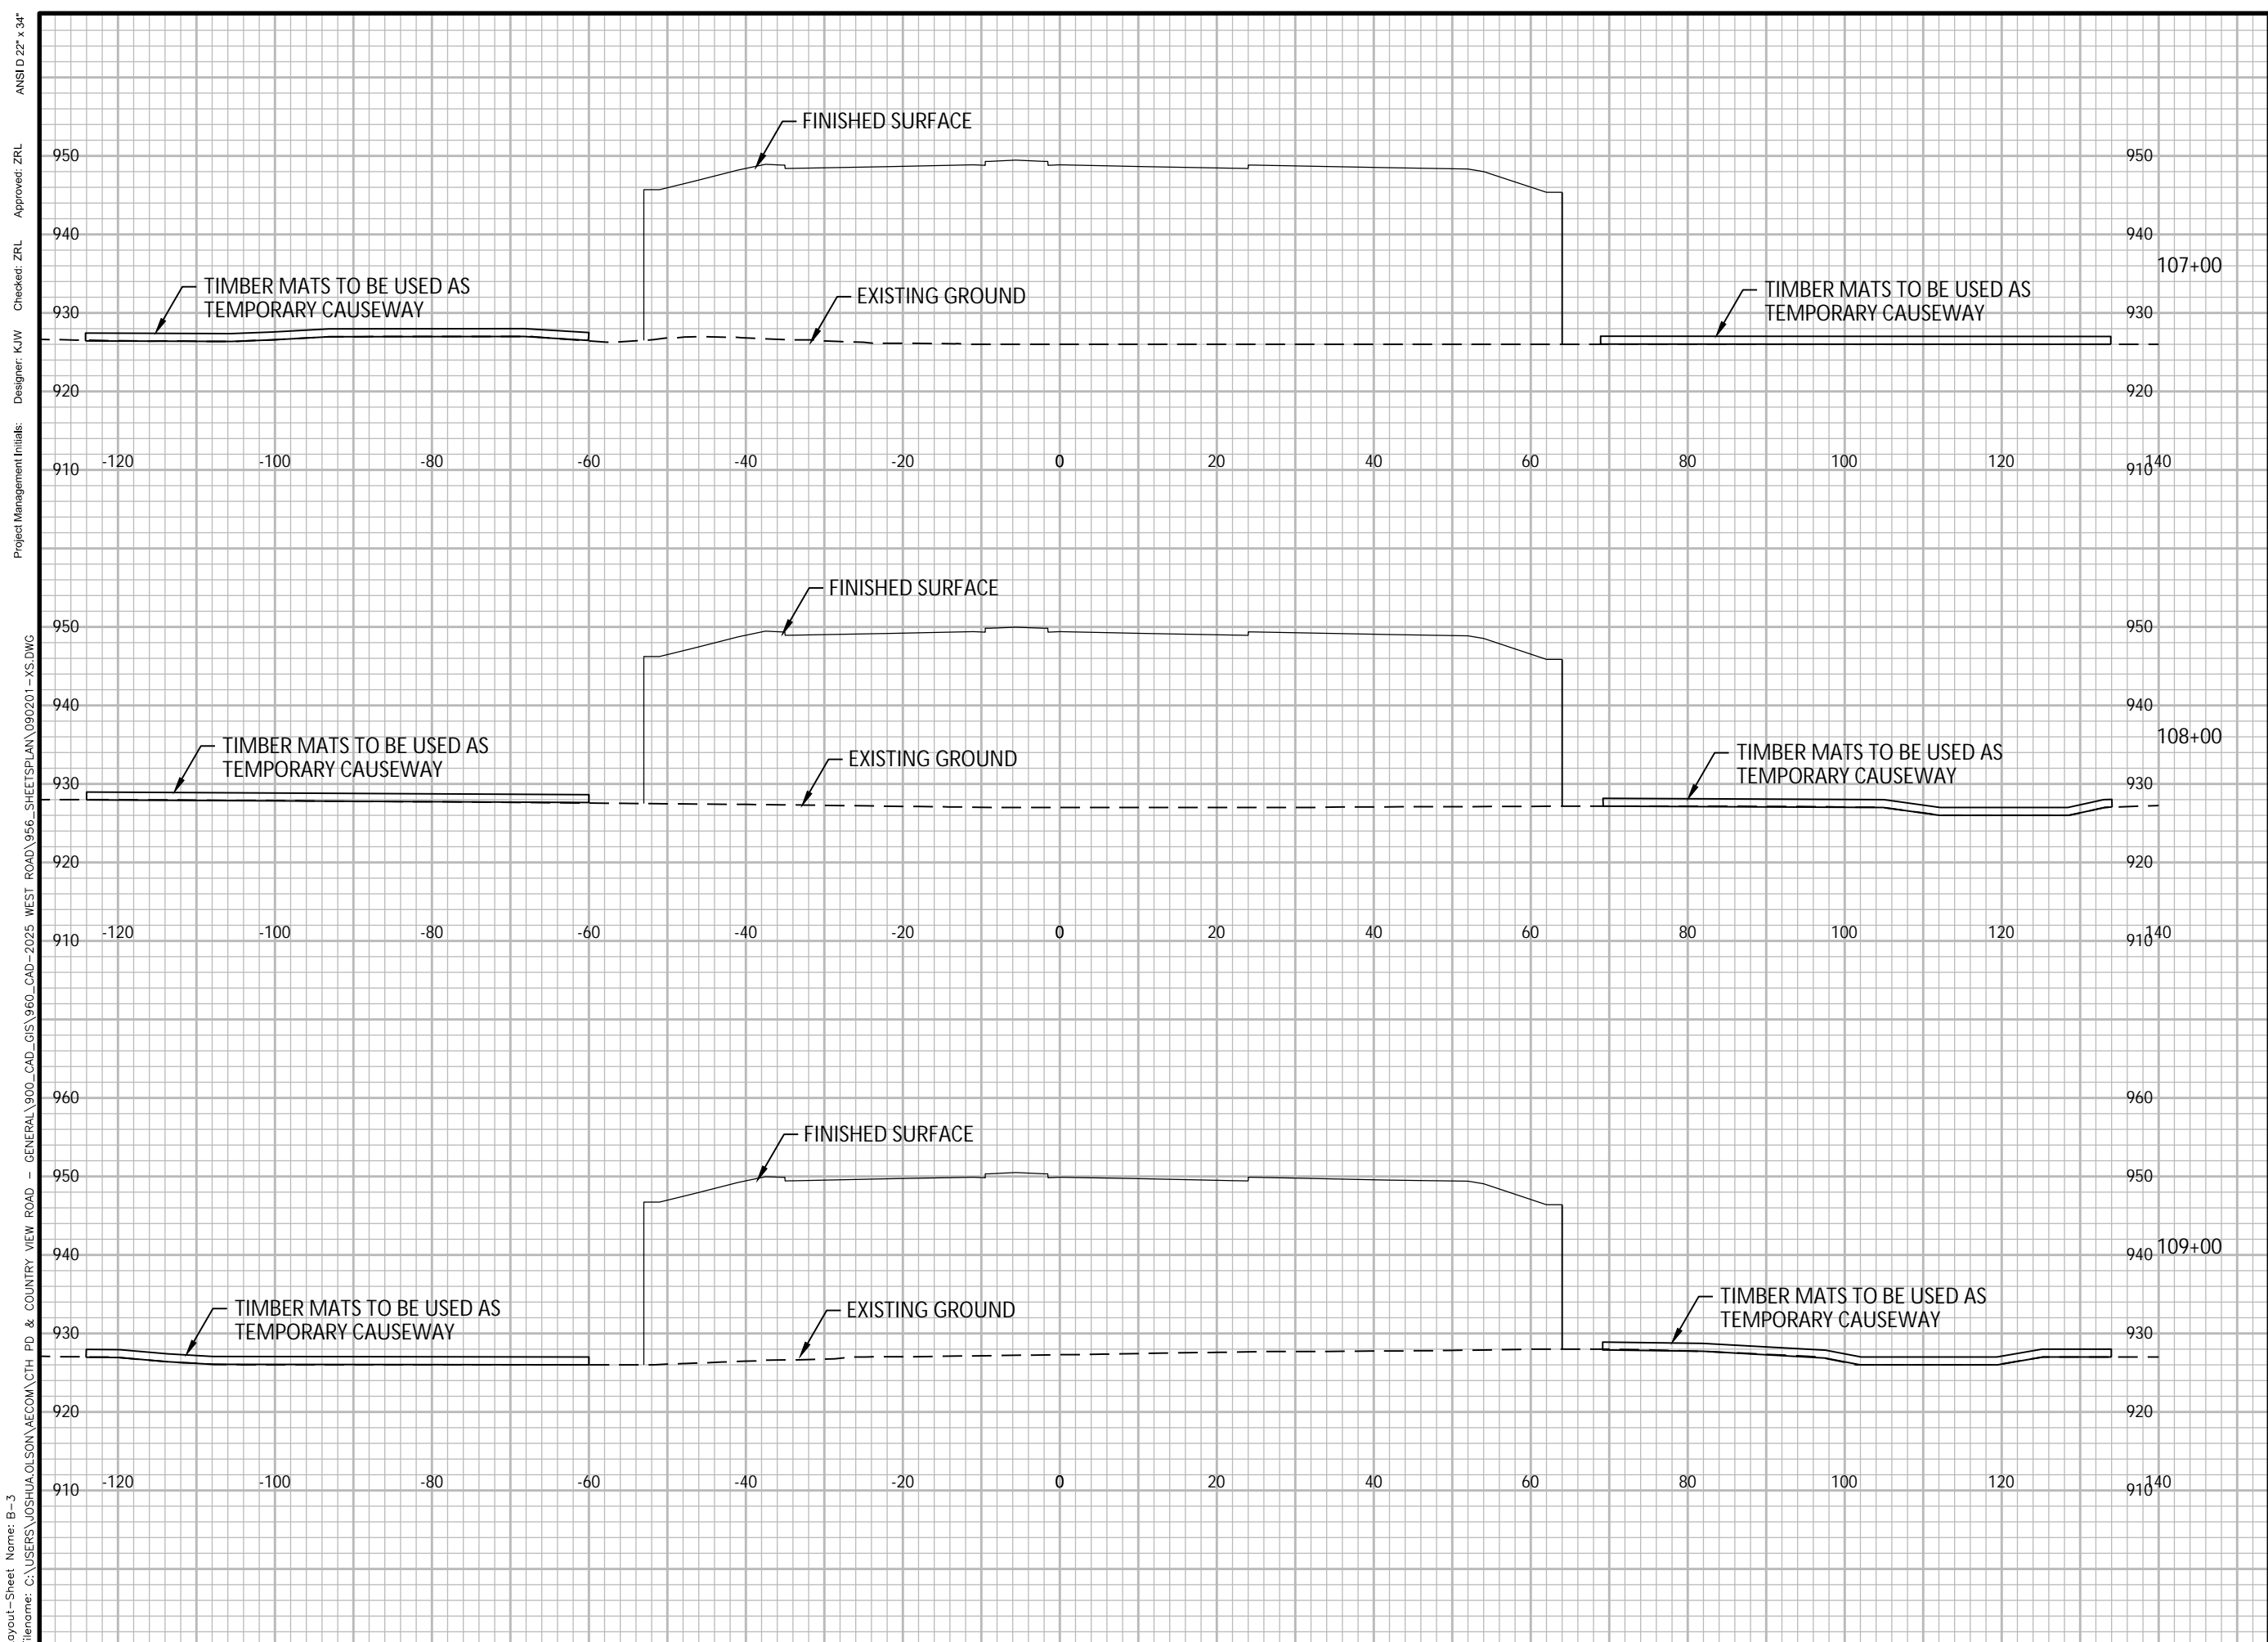 ANSI D 22" x 34"
Project Management Initials: Designer: KJW Checked: ZRL Approved: ZRL
FINISHED SURFACE
950 950
940 940
107+00
TIMBER MATS TO BE USED AS
TEMPORARY CAUSEWAY
EXISTING GROUND
TIMBER MATS TO BE USED AS
TEMPORARY CAUSEWAY
930 930
920 920
-120 -100 -80 -60 -40 -20 0 20 40 60 80 100 120 140
910 910
FINISHED SURFACE
950 950
940 940
108+00
TIMBER MATS TO BE USED AS
TEMPORARY CAUSEWAY
EXISTING GROUND
TIMBER MATS TO BE USED AS
TEMPORARY CAUSEWAY
930 930
920 920
-120 -100 -80 -60 -40 -20 0 20 40 60 80 100 120 140
910 910
960 960
FINISHED SURFACE
950 950
940 940
109+00
TIMBER MATS TO BE USED AS
TEMPORARY CAUSEWAY
EXISTING GROUND
TIMBER MATS TO BE USED AS
TEMPORARY CAUSEWAY
930 930
920 920
-120 -100 -80 -60 -40 -20 0 20 40 60 80 100 120 140
910 910
ayout-Sheet Name: B-3
ilename: C:\USERS\JOSHUA.OLSON\AECOM\CTH PD & COUNTRY VIEW ROAD - GENERAL\900_CAD_GIS\960_CAD-2025 WEST ROAD\956_SHEETSPLAN\090201-XS.DWG